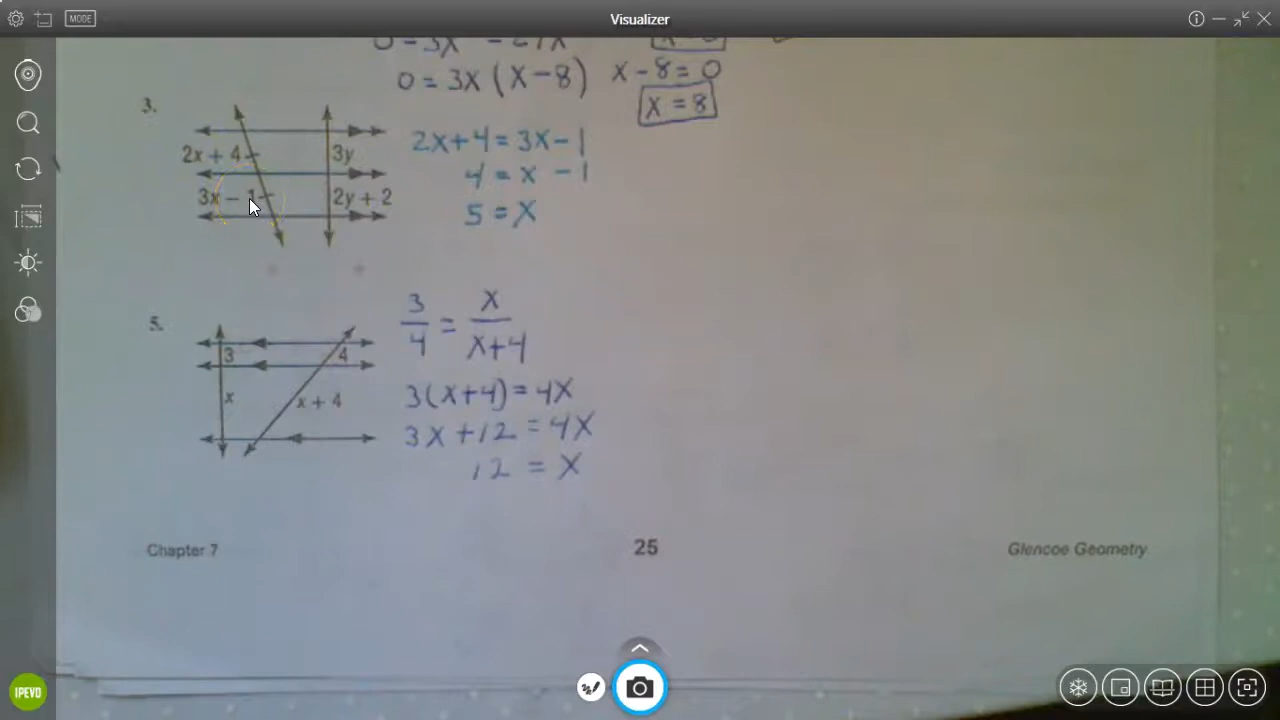 MODE
Visualizer
0 = 3x
0 = 3x (x-8)
x-8=0
x = 8
3.
2x + 4
3y
3x - 1
2y + 2
2x+4=3x-1
4 = x -1
5 = x
5.
3
4
x
x + 4
3/4 = x/x+4
3(x+4)=4x
3x+12=4x
12 = x
Chapter 7
25
Glencoe Geometry
IPEVO